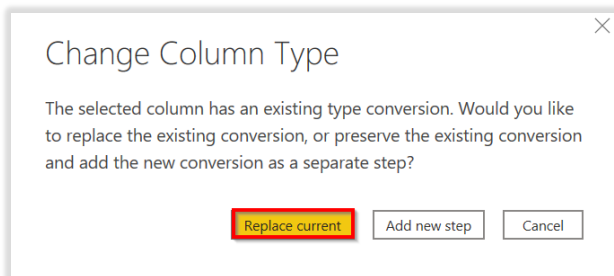 Change Column Type
The selected column has an existing type conversion. Would you like
to replace the existing conversion, or preserve the existing conversion
and add the new conversion as a separate step?
Replace current Add new step Cancel